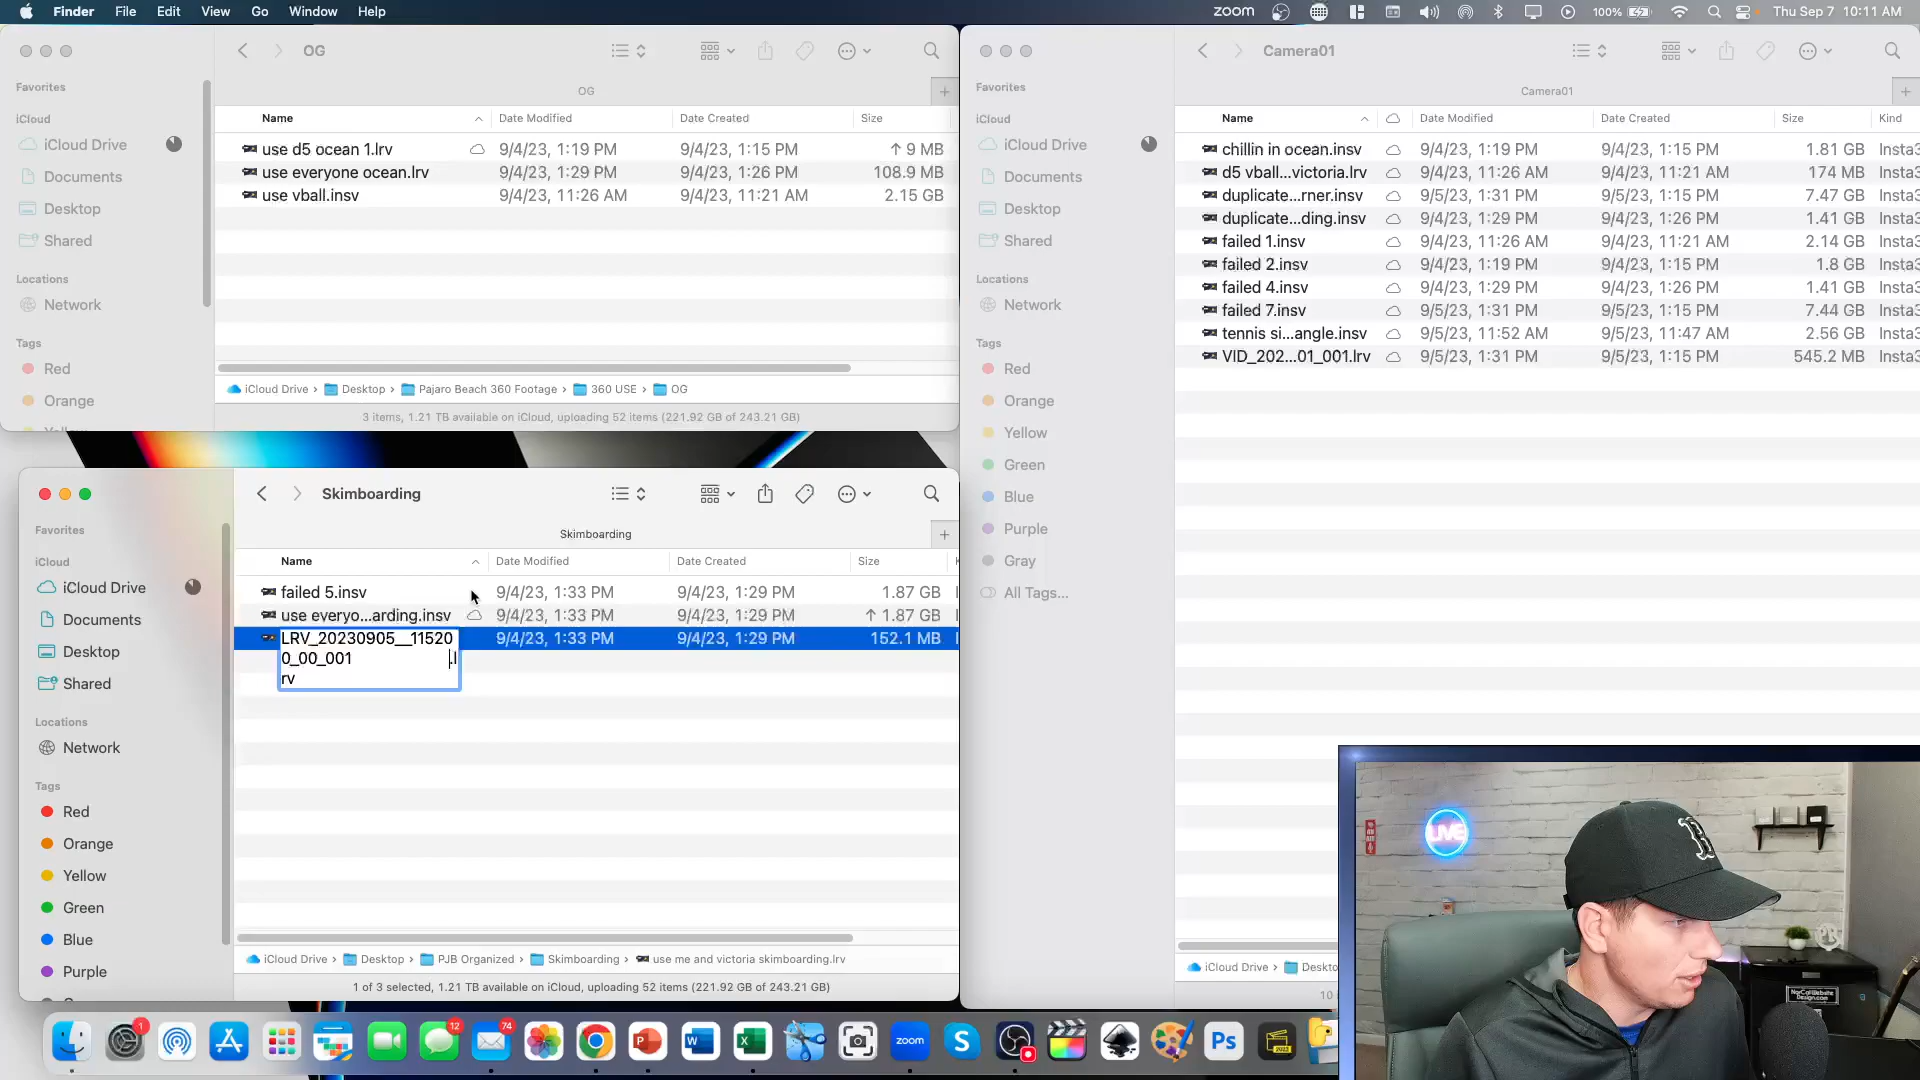 Finder File Edit View Go Window Help
zoom 100% Thu Sep 7 10:11 AM
OG
Favorites
iCloud
iCloud Drive
Documents
Desktop
Shared
Locations
Network
Tags
Red
Orange
OG
Name Date Modified Date Created Size
use d5 ocean 1.lrv 9/4/23, 1:19 PM 9/4/23, 1:15 PM ↑ 9 MB
use everyone ocean.lrv 9/4/23, 1:29 PM 9/4/23, 1:26 PM 108.9 MB
use vball.insv 9/4/23, 11:26 AM 9/4/23, 11:21 AM 2.15 GB
iCloud Drive › Desktop › Pajaro Beach 360 Footage › 360 USE › OG
3 items, 1.21 TB available on iCloud, uploading 52 items (221.92 GB of 243.21 GB)
Camera01
Favorites
iCloud
iCloud Drive
Documents
Desktop
Shared
Locations
Network
Tags
Red
Orange
Yellow
Green
Blue
Purple
Gray
All Tags...
Camera01
Name Date Modified Date Created Size Kind
chillin in ocean.insv 9/4/23, 1:19 PM 9/4/23, 1:15 PM 1.81 GB Insta3
d5 vball...victoria.lrv 9/4/23, 11:26 AM 9/4/23, 11:21 AM 174 MB Insta3
duplicate...rner.insv 9/5/23, 1:31 PM 9/5/23, 1:15 PM 7.47 GB Insta3
duplicate...ding.insv 9/4/23, 1:29 PM 9/4/23, 1:26 PM 1.41 GB Insta3
failed 1.insv 9/4/23, 11:26 AM 9/4/23, 11:21 AM 2.14 GB Insta3
failed 2.insv 9/4/23, 1:19 PM 9/4/23, 1:15 PM 1.8 GB Insta3
failed 4.insv 9/4/23, 1:29 PM 9/4/23, 1:26 PM 1.41 GB Insta3
failed 7.insv 9/5/23, 1:31 PM 9/5/23, 1:15 PM 7.44 GB Insta3
tennis si...angle.insv 9/5/23, 11:52 AM 9/5/23, 11:47 AM 2.56 GB Insta3
VID_202...01_001.lrv 9/5/23, 1:31 PM 9/5/23, 1:15 PM 545.2 MB Insta3
iCloud Drive › Deskto
10
Skimboarding
Favorites
iCloud
iCloud Drive
Documents
Desktop
Shared
Locations
Network
Tags
Red
Orange
Yellow
Green
Blue
Purple
Skimboarding
Name Date Modified Date Created Size
failed 5.insv 9/4/23, 1:33 PM 9/4/23, 1:29 PM 1.87 GB
use everyo...arding.insv 9/4/23, 1:33 PM 9/4/23, 1:29 PM ↑ 1.87 GB
LRV_20230905__11520 9/4/23, 1:33 PM 9/4/23, 1:29 PM 152.1 MB
0_00_001 .l
rv
iCloud Drive › Desktop › PJB Organized › Skimboarding › use me and victoria skimboarding.lrv
1 of 3 selected, 1.21 TB available on iCloud, uploading 52 items (221.92 GB of 243.21 GB)
LIVE
B
NorCalWebsite
Design.com
1 12 74 P W X zoom S Ps